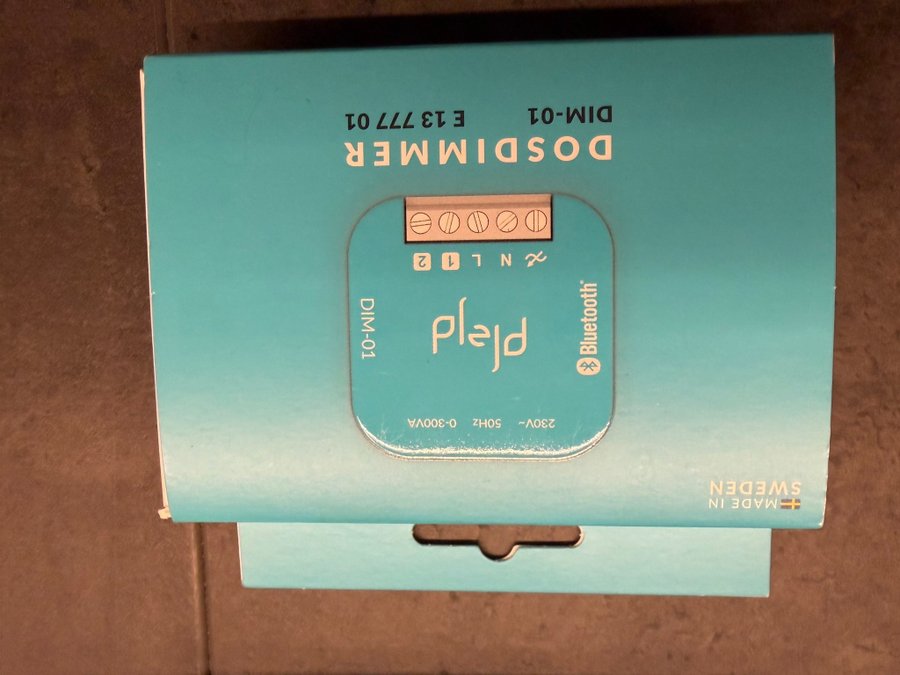 MADE IN
SWEDEN
230V~ 50Hz 0-300VA
Bluetooth®
plejd
DIM-01
N L 1 2
DOSDIMMER
DIM-01 E 13 777 01